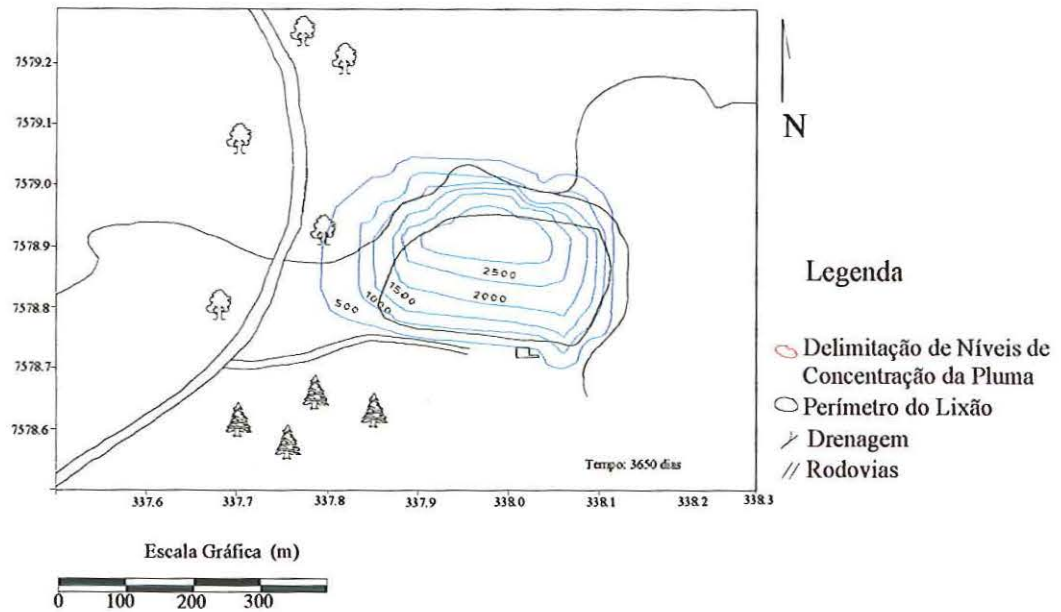 7579.2
7579.1
7579.0
7578.9
7578.8
7578.7
7578.6
337.6
337.7
337.8
337.9
338.0
338.1
338.2
338.3
2500
2000
1500
1000
500
Tempo: 3650 dias
N
Legenda
Delimitação de Níveis de
Concentração da Pluma
Perímetro do Lixão
Drenagem
Rodovias
Escala Gráfica (m)
0 100 200 300